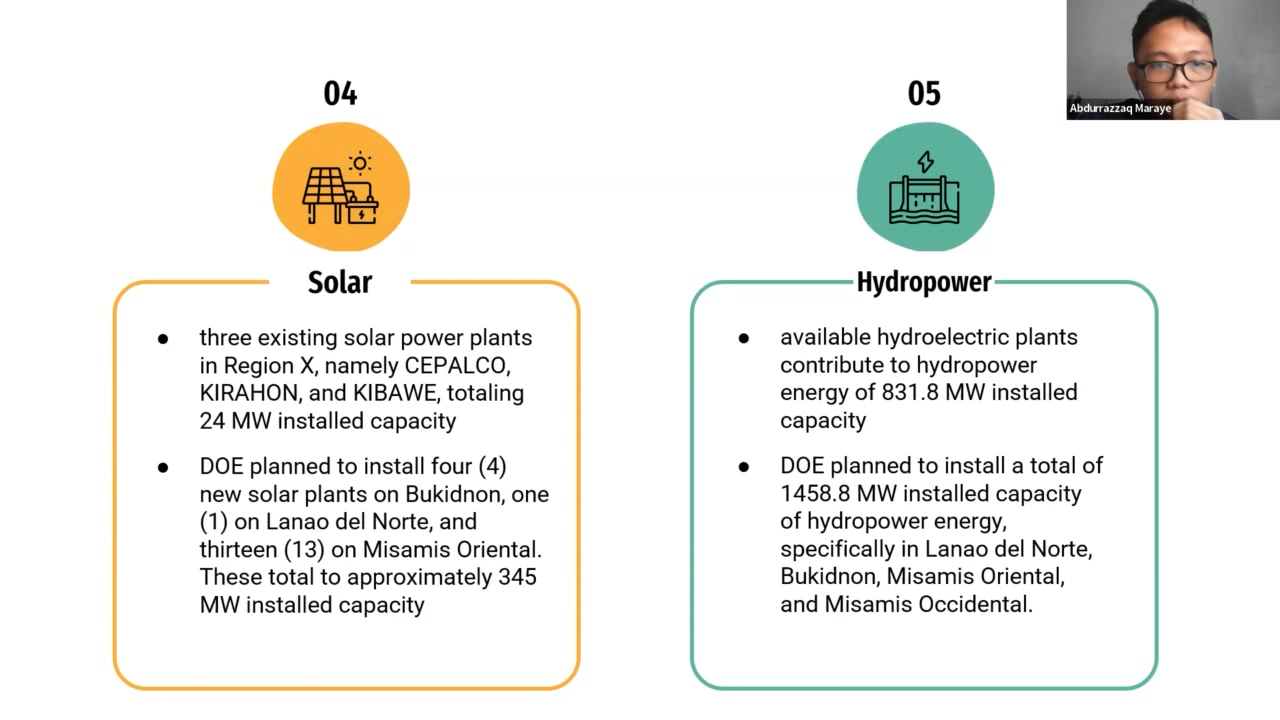 04
Solar
● three existing solar power plants
in Region X, namely CEPALCO,
KIRAHON, and KIBAWE, totaling
24 MW installed capacity
● DOE planned to install four (4)
new solar plants on Bukidnon, one
(1) on Lanao del Norte, and
thirteen (13) on Misamis Oriental.
These total to approximately 345
MW installed capacity
05
Hydropower
● available hydroelectric plants
contribute to hydropower
energy of 831.8 MW installed
capacity
● DOE planned to install a total of
1458.8 MW installed capacity
of hydropower energy,
specifically in Lanao del Norte,
Bukidnon, Misamis Oriental,
and Misamis Occidental.
Abdurrazzaq Maraye